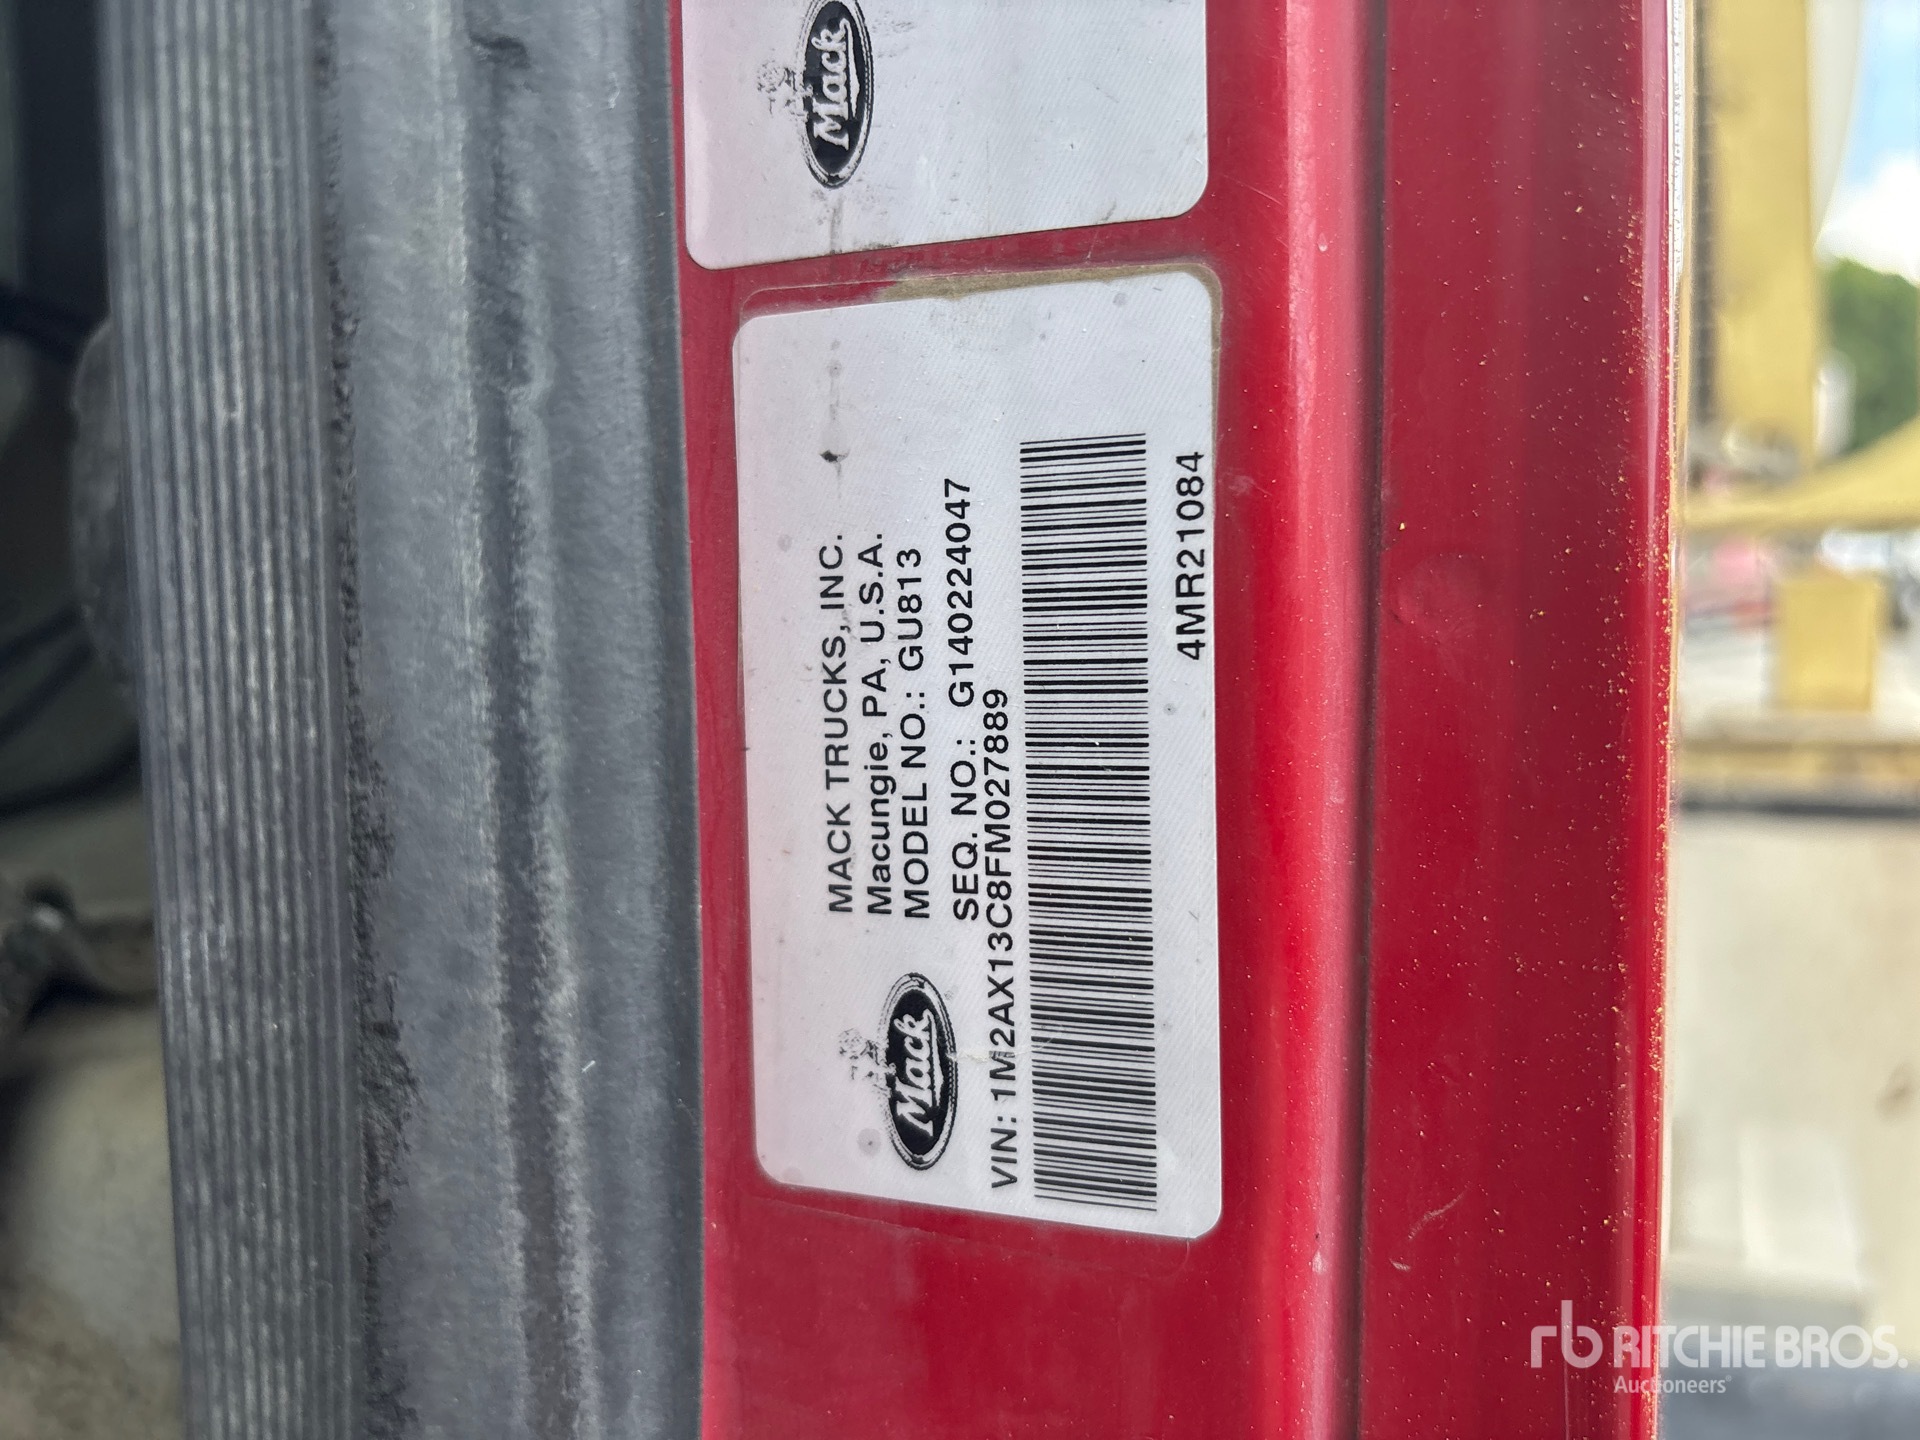 Mack
MACK TRUCKS, INC.
Macungie, PA, U.S.A.
MODEL NO.: GU813
SEQ. NO.: G140224047
Mack
VIN: 1M2AX13C8FM027889
4MR21084
rb RITCHIE BROS.
Auctioneers